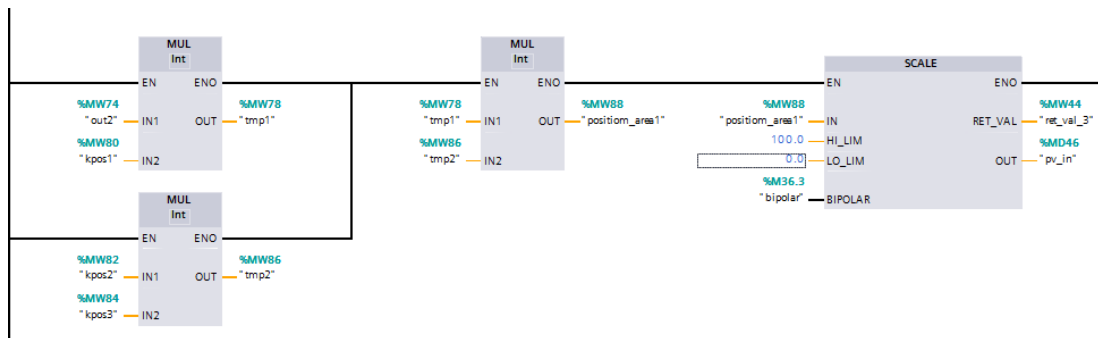 MUL
Int
EN ENO
%MW74
"out2" IN1
%MW78
OUT "tmp1"
%MW80
"kpos1" IN2
MUL
Int
EN ENO
%MW82
"kpos2" IN1
%MW86
OUT "tmp2"
%MW84
"kpos3" IN2
MUL
Int
EN ENO
%MW78
"tmp1" IN1
%MW88
OUT "positiom_area1"
%MW86
"tmp2" IN2
SCALE
EN ENO
%MW88
"positiom_area1" IN
%MW44
RET_VAL "ret_val_3"
100.0 HI_LIM
%MD46
OUT "pv_in"
0.0 LO_LIM
%M36.3
"bipolar" BIPOLAR